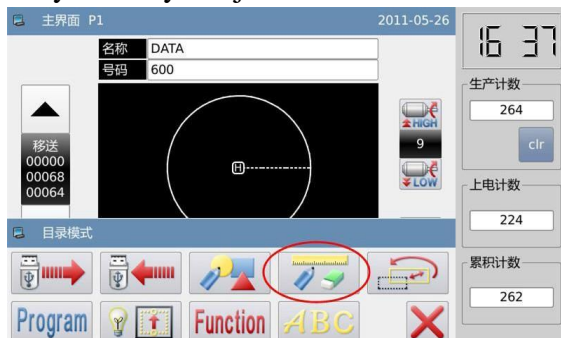 主界面 P1
2011-05-26
16 37
名称 DATA
号码 600
移送
00000
00068
00064
HIGH
9
LOW
H
生产计数
264
clr
上电计数
224
累积计数
262
目录模式
Program
Function
ABC